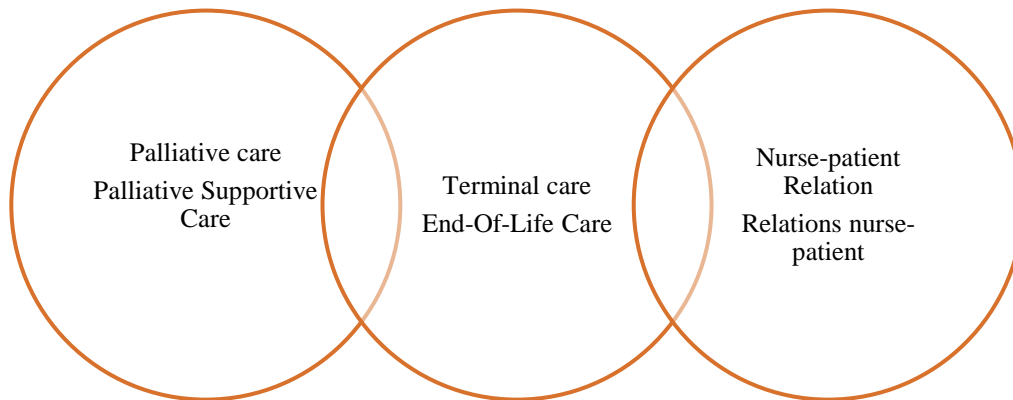 Palliative care
Palliative Supportive
Care
Terminal care
End-Of-Life Care
Nurse-patient
Relation
Relations nurse-
patient